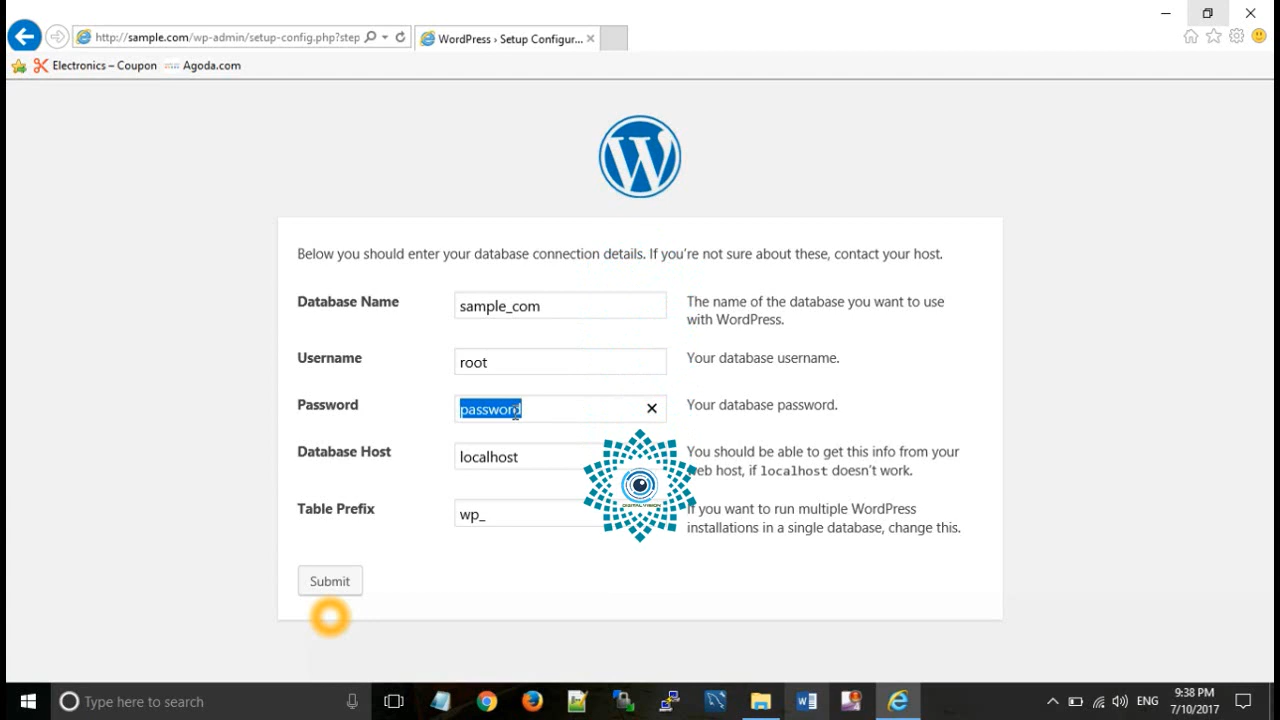 http://sample.com/wp-admin/setup-config.php?step
WordPress › Setup Configur...
Electronics – Coupon
Agoda.com
Below you should enter your database connection details. If you're not sure about these, contact your host.
Database Name
sample_com
The name of the database you want to use
with WordPress.
Username
root
Your database username.
Password
password
Your database password.
Database Host
localhost
You should be able to get this info from your
web host, if localhost doesn't work.
DIGITAL VISION
Table Prefix
wp_
If you want to run multiple WordPress
installations in a single database, change this.
Submit
Type here to search
ENG
9:38 PM
7/10/2017